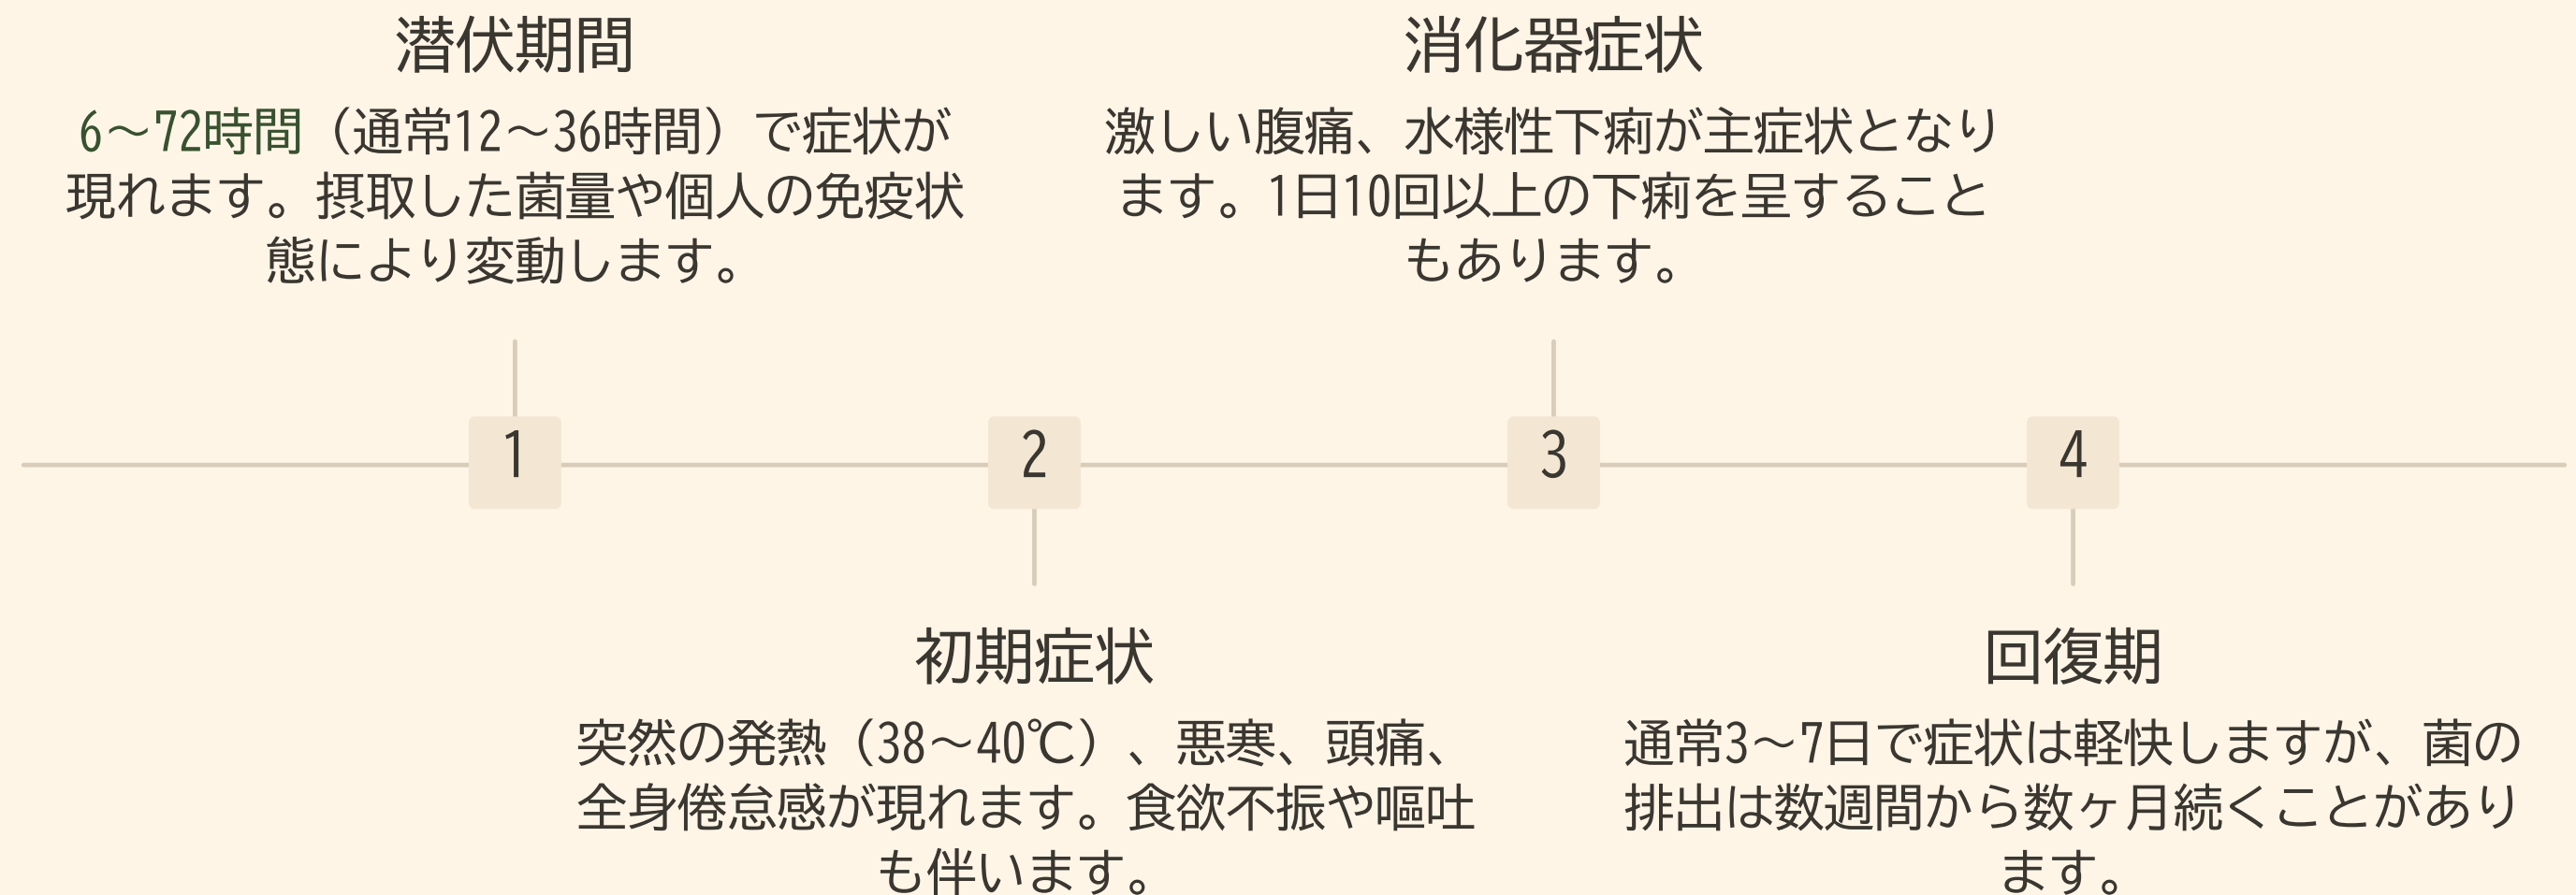 潜伏期間
6～72時間（通常12～36時間）で症状が
現れます。摂取した菌量や個人の免疫状
態により変動します。
消化器症状
激しい腹痛、水様性下痢が主症状となり
ます。1日10回以上の下痢を呈すること
もあります。
1
2
3
4
初期症状
突然の発熱（38～40℃）、悪寒、頭痛、
全身倦怠感が現れます。食欲不振や嘔吐
も伴います。
回復期
通常3～7日で症状は軽快しますが、菌の
排出は数週間から数ヶ月続くことがあり
ます。